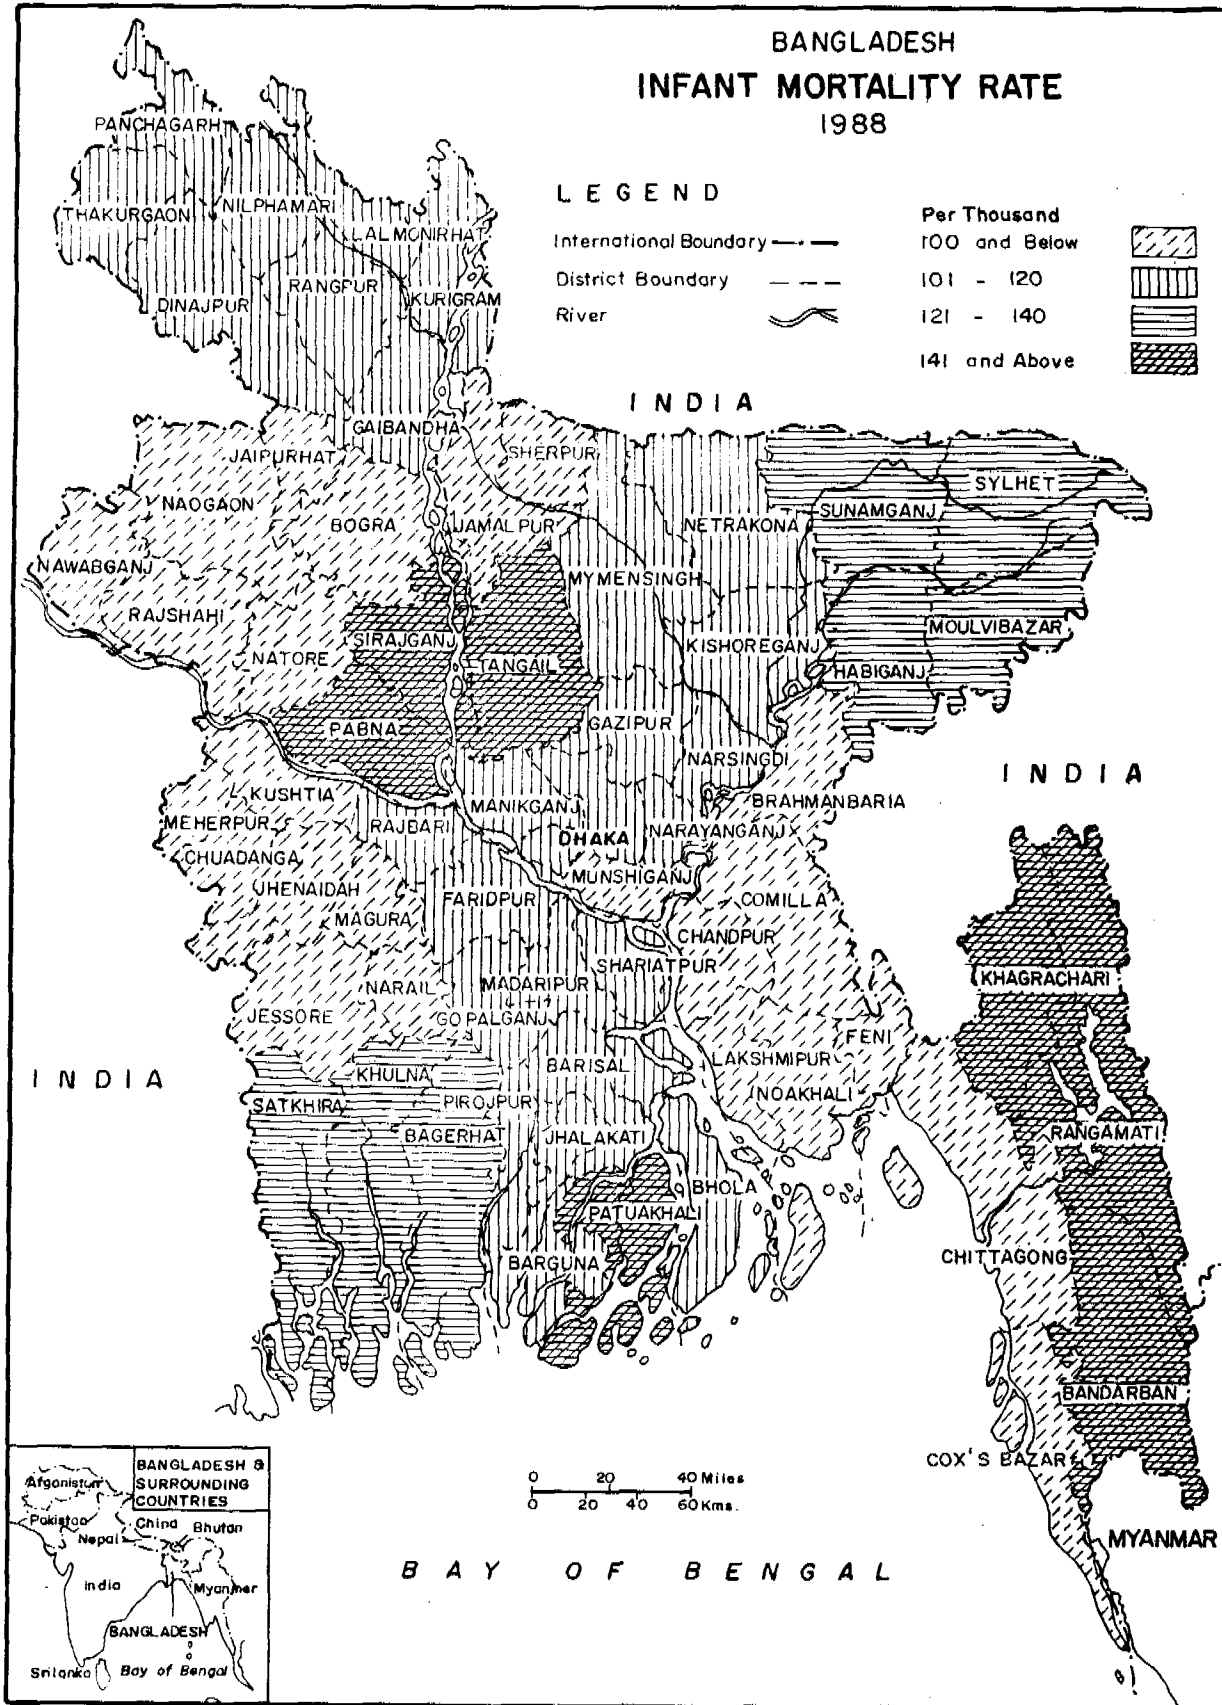 BANGLADESH
INFANT MORTALITY RATE
1988
LEGEND
International Boundary
District Boundary
River
Per Thousand
100 and Below
101 - 120
121 - 140
141 and Above
INDIA
PANCHAGARH
THAKURGAON
NILPHAMARI
LALMONIRHAT
DINAJPUR
RANGPUR
KURIGRAM
GAIBANDHA
JAIPURHAT
SHERPUR
NAOGAON
BOGRA
JAMALPUR
NETRAKONA
SUNAMGANJ
SYLHET
NAWABGANJ
MYMENSINGH
RAJSHAHI
NATORE
SIRAJGANJ
TANGAIL
KISHOREGANJ
HABIGANJ
MOULVIBAZAR
PABNA
GAZIPUR
NARSINGDI
INDIA
KUSHTIA
MANIKGANJ
BRAHMANBARIA
MEHERPUR
RAJBARI
DHAKA
NARAYANGANJ
CHUADANGA
MUNSHIGANJ
JHENAIDAH
MAGURA
FARIDPUR
COMILLA
CHANDPUR
SHARIATPUR
KHAGRACHARI
NARAIL
MADARIPUR
JESSORE
GOPALGANJ
FENI
INDIA
KHULNA
BARISAL
LAKSHMIPUR
SATKHIRA
PIROJPUR
NOAKHALI
BAGERHAT
JHALAKATI
RANGAMATI
BHOLA
PATUAKHALI
BARGUNA
CHITTAGONG
BANDARBAN
COX'S BAZAR
MYANMAR
0 20 40 Miles
0 20 40 60 Kms.
BAY OF BENGAL
BANGLADESH &
SURROUNDING
COUNTRIES
Afganistan
Pakistan
China
Bhutan
Nepal
India
Myanmer
BANGLADESH
Srilanka
Bay of Bengal